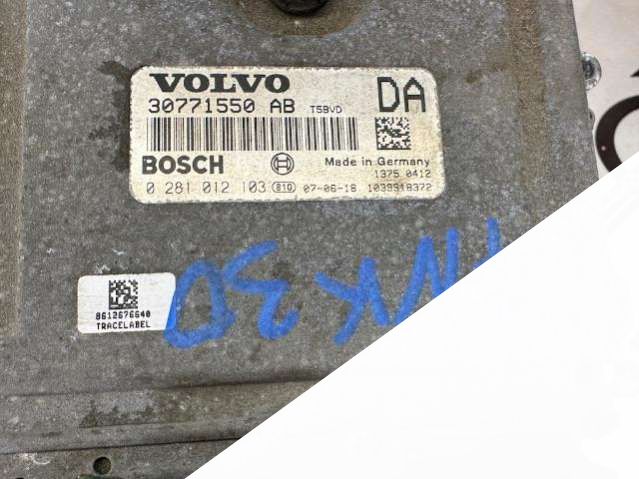 VOLVO
30771550 AB T5BVD
DA
BOSCH
Made in Germany
1375 0412
0 281 012 103 810 07-06-18 1039S18372
8612676640
TRACELABEL